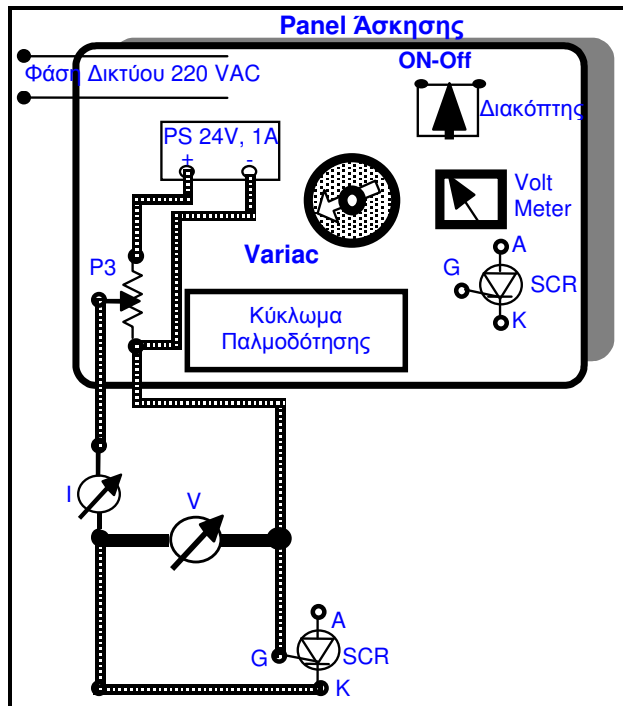 Panel Άσκησης
ON-Off
Φάση Δικτύου 220 VAC
Διακόπτης
PS 24V, 1A
+ -
Volt
Meter
Variac
P3
A
G
SCR
K
Κύκλωμα
Παλμοδότησης
I
V
A
G
SCR
K